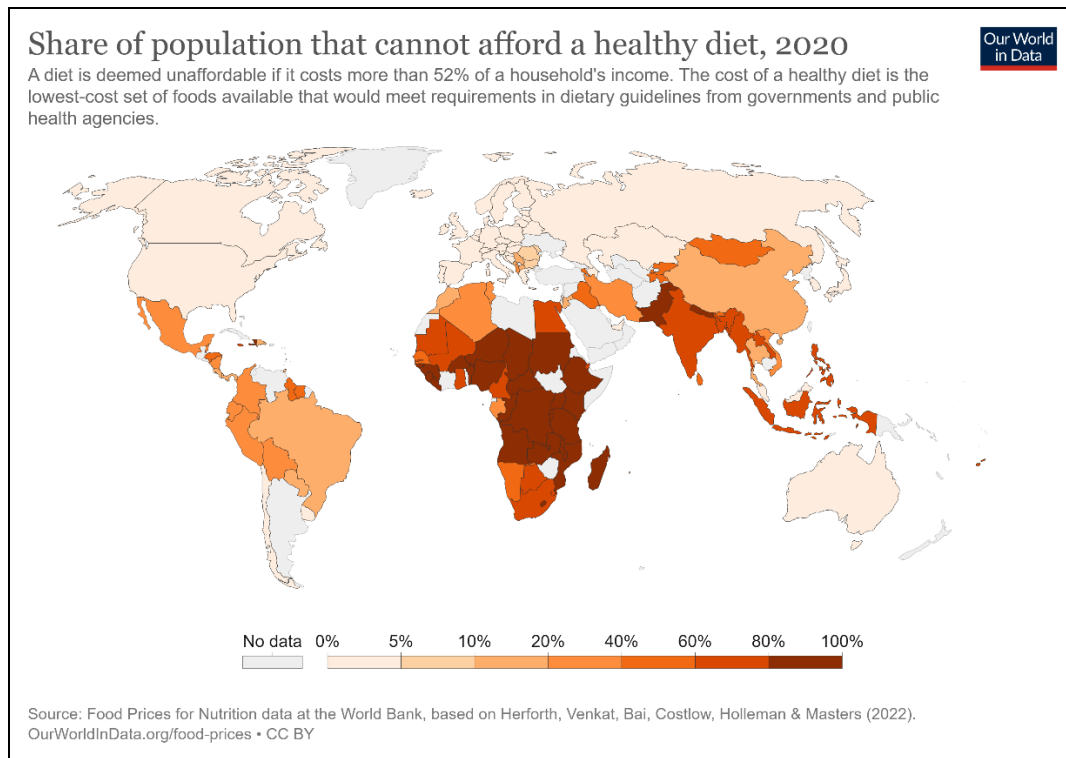 Share of population that cannot afford a healthy diet, 2020
Our World
in Data
A diet is deemed unaffordable if it costs more than 52% of a household's income. The cost of a healthy diet is the
lowest-cost set of foods available that would meet requirements in dietary guidelines from governments and public
health agencies.
No data 0% 5% 10% 20% 40% 60% 80% 100%
Source: Food Prices for Nutrition data at the World Bank, based on Herforth, Venkat, Bai, Costlow, Holleman & Masters (2022).
OurWorldInData.org/food-prices • CC BY